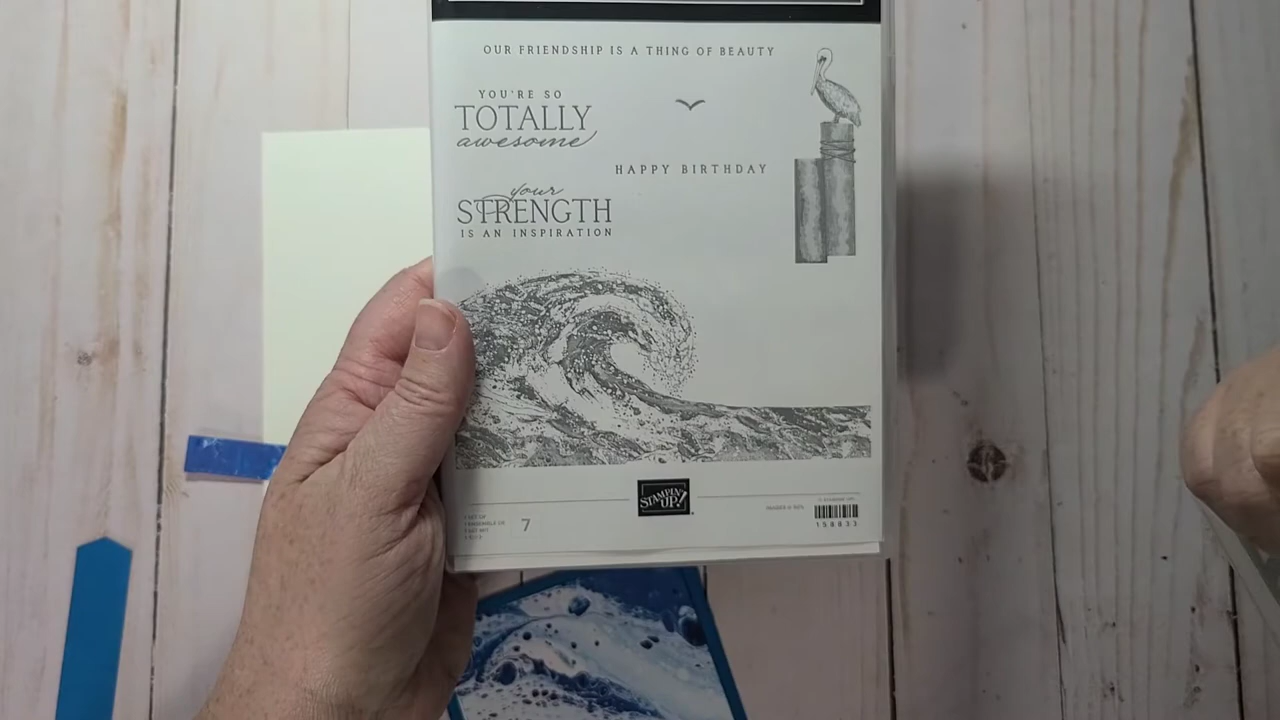 OUR FRIENDSHIP IS A THING OF BEAUTY
YOU'RE SO
TOTALLY
awesome
HAPPY BIRTHDAY
your
STRENGTH
IS AN INSPIRATION
STAMPIN' UP!
7
158833